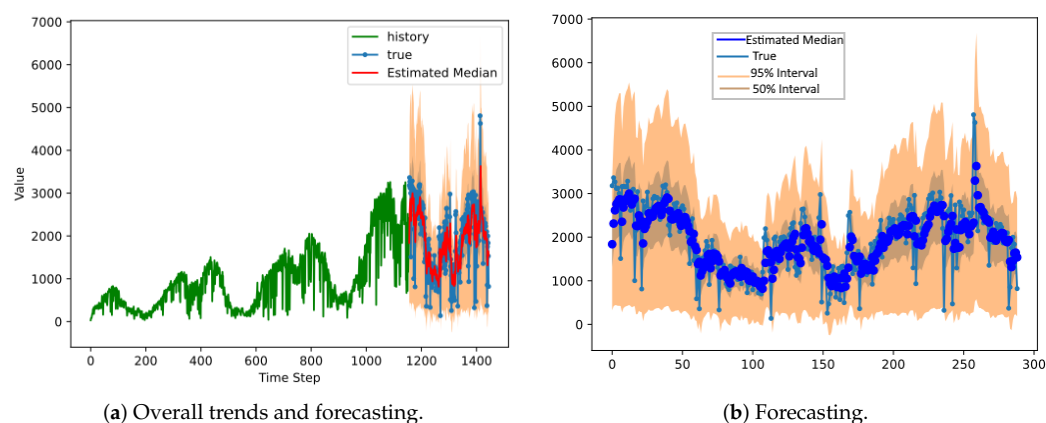 7000
6000
5000
4000
3000
2000
1000
0
Value
0 200 400 600 800 1000 1200 1400
Time Step
history
true
Estimated Median
(a) Overall trends and forecasting.
7000
6000
5000
4000
3000
2000
1000
0
0 50 100 150 200 250 300
Estimated Median
True
95% Interval
50% Interval
(b) Forecasting.